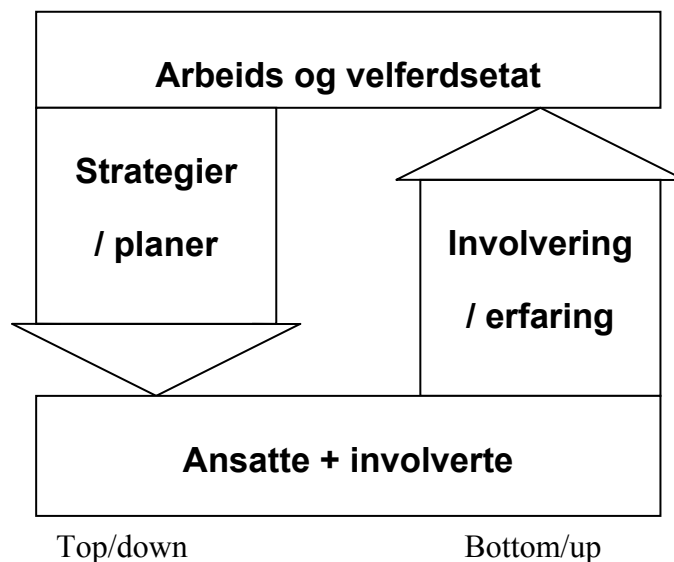 Arbeids og velferdsetat
Strategier
/ planer
Involvering
/ erfaring
Ansatte + involverte
Top/down
Bottom/up